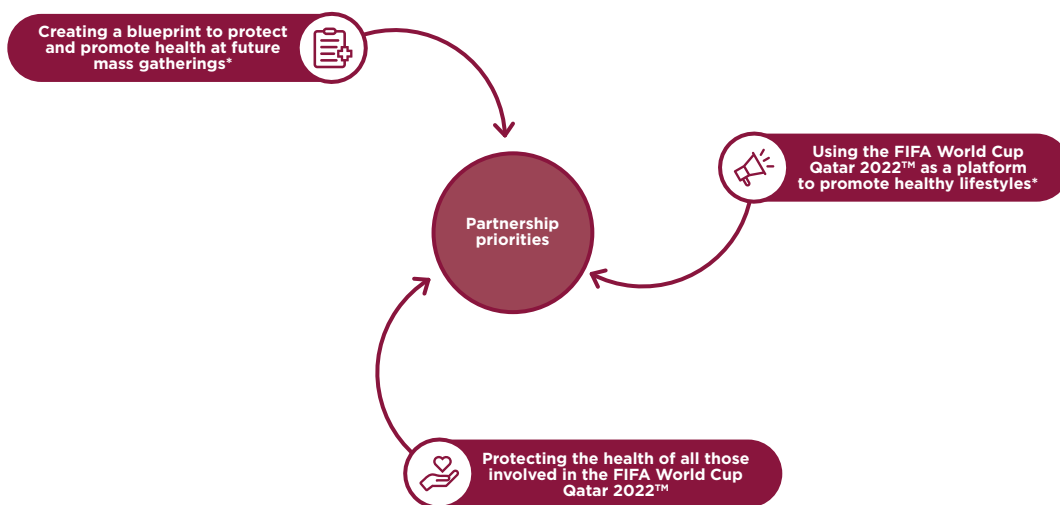 Creating a blueprint to protect
and promote health at future
mass gatherings*
Using the FIFA World Cup
Qatar 2022™ as a platform
to promote healthy lifestyles*
Partnership
priorities
Protecting the health of all those
involved in the FIFA World Cup
Qatar 2022™